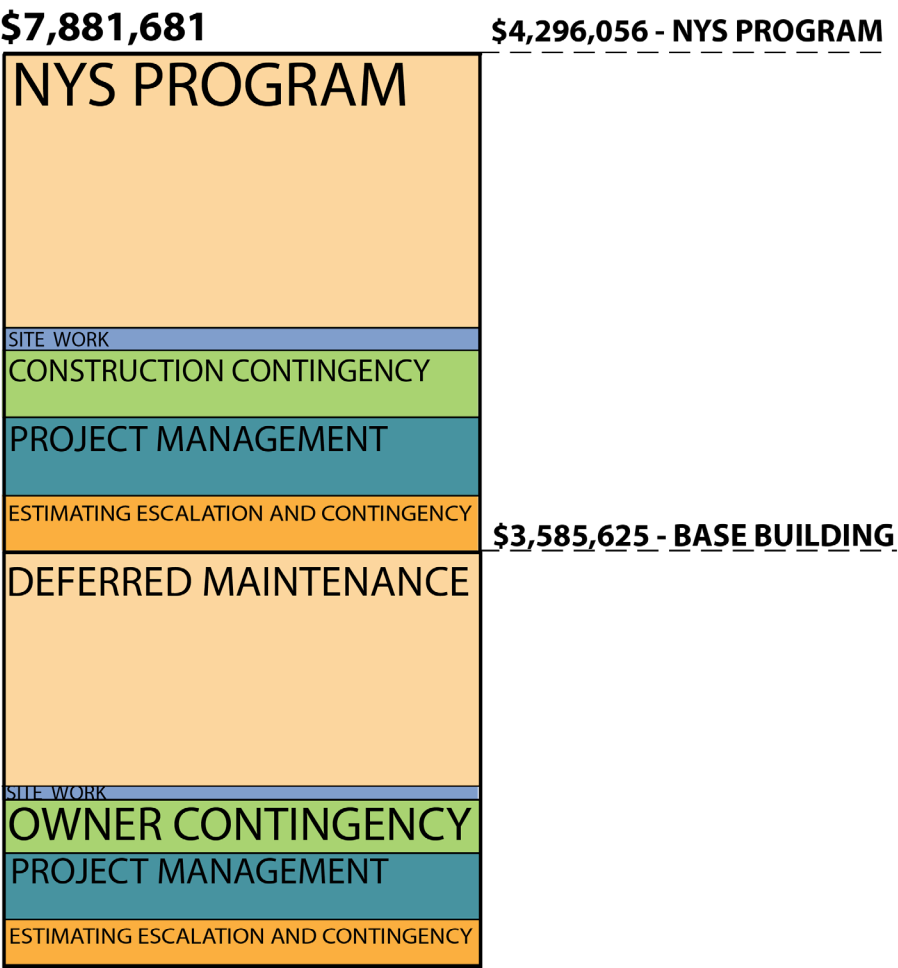 $7,881,681
$4,296,056 - NYS PROGRAM
NYS PROGRAM
SITE WORK
CONSTRUCTION CONTINGENCY
PROJECT MANAGEMENT
ESTIMATING ESCALATION AND CONTINGENCY
$3,585,625 - BASE BUILDING
DEFERRED MAINTENANCE
SITE WORK
OWNER CONTINGENCY
PROJECT MANAGEMENT
ESTIMATING ESCALATION AND CONTINGENCY